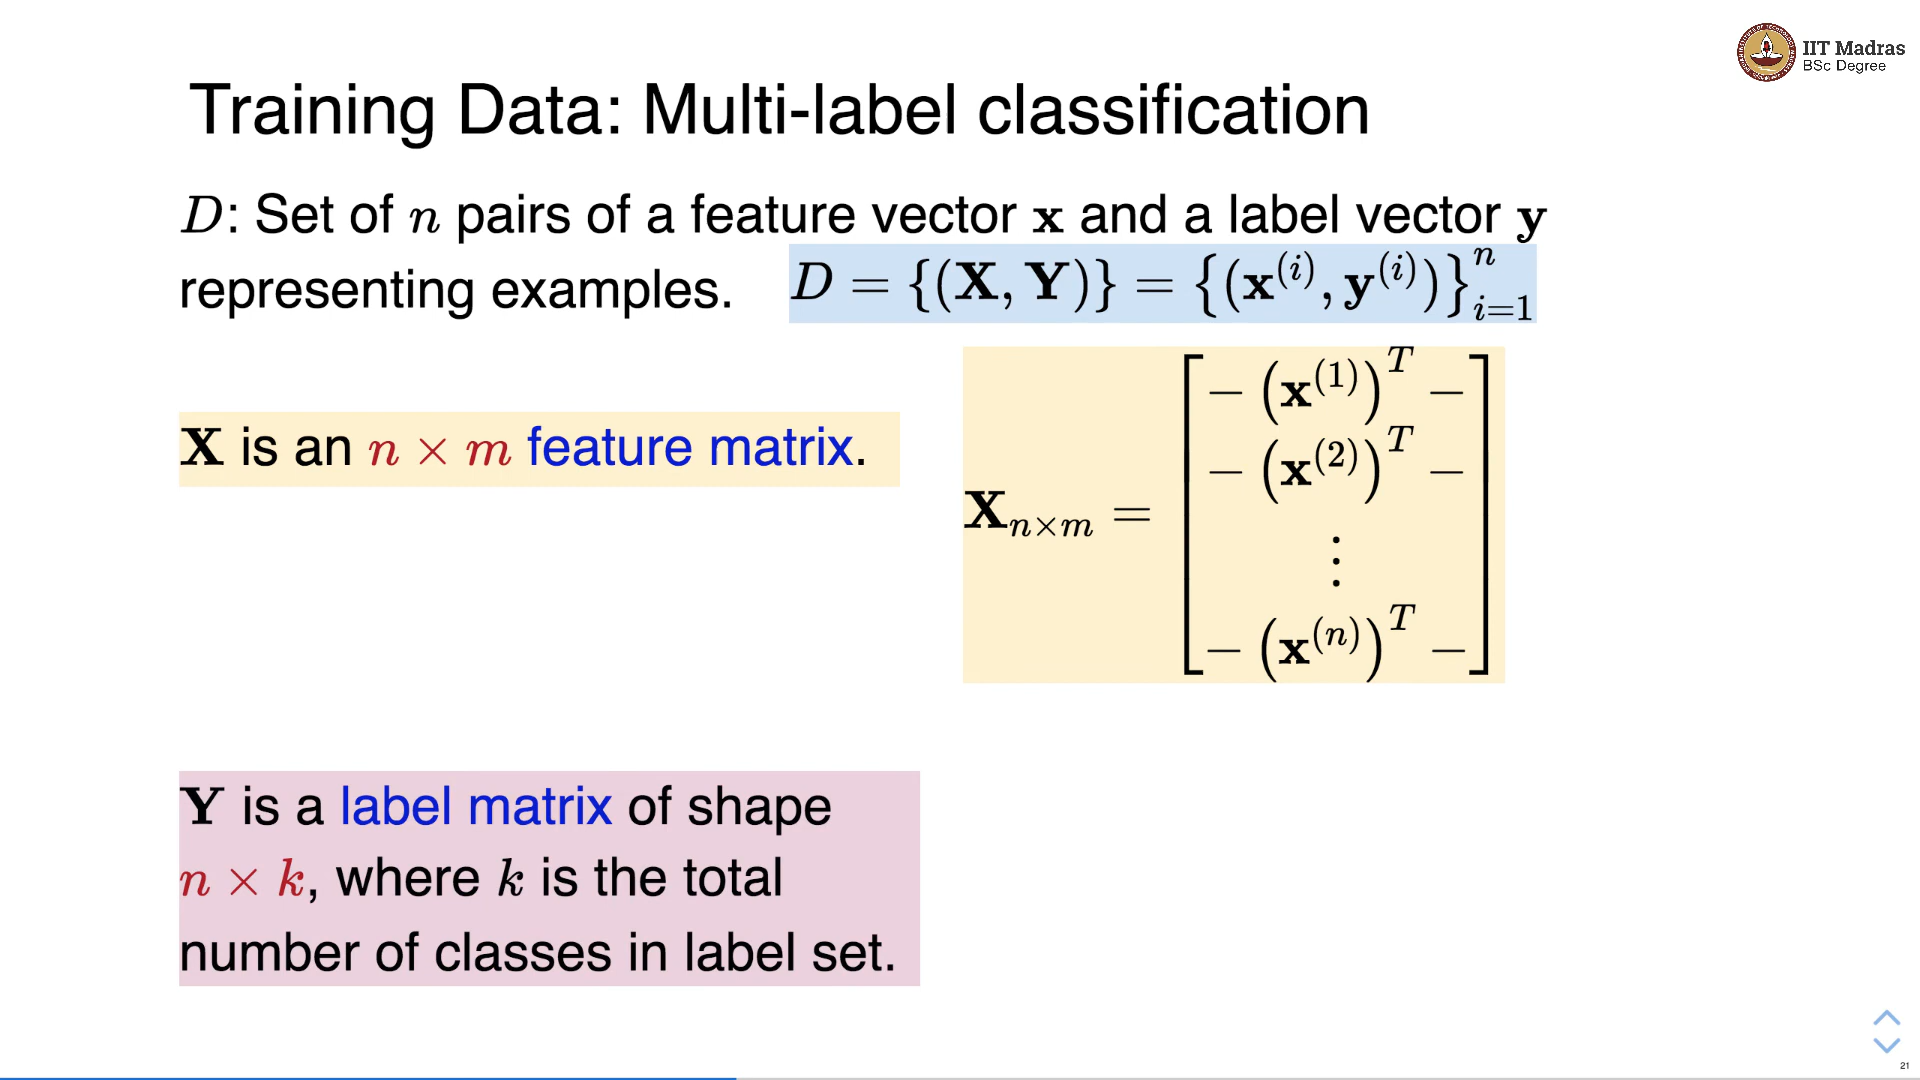 IIT Madras
BSc Degree
Training Data: Multi-label classification
D: Set of n pairs of a feature vector x and a label vector y
representing examples. D = {(X, Y)} = {(x^(i), y^(i))}_{i=1}^n
X is an n × m feature matrix.
X_{n×m} = [
– (x^(1))^T –
– (x^(2))^T –
⋮
– (x^(n))^T –
]
Y is a label matrix of shape
n × k, where k is the total
number of classes in label set.
21